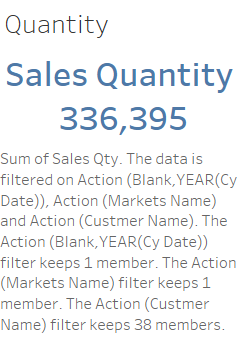 Quantity
Sales Quantity
336,395
Sum of Sales Qty. The data is
filtered on Action (Blank,YEAR(Cy
Date)), Action (Markets Name)
and Action (Custmer Name). The
Action (Blank,YEAR(Cy Date))
filter keeps 1 member. The Action
(Markets Name) filter keeps 1
member. The Action (Custmer
Name) filter keeps 38 members.